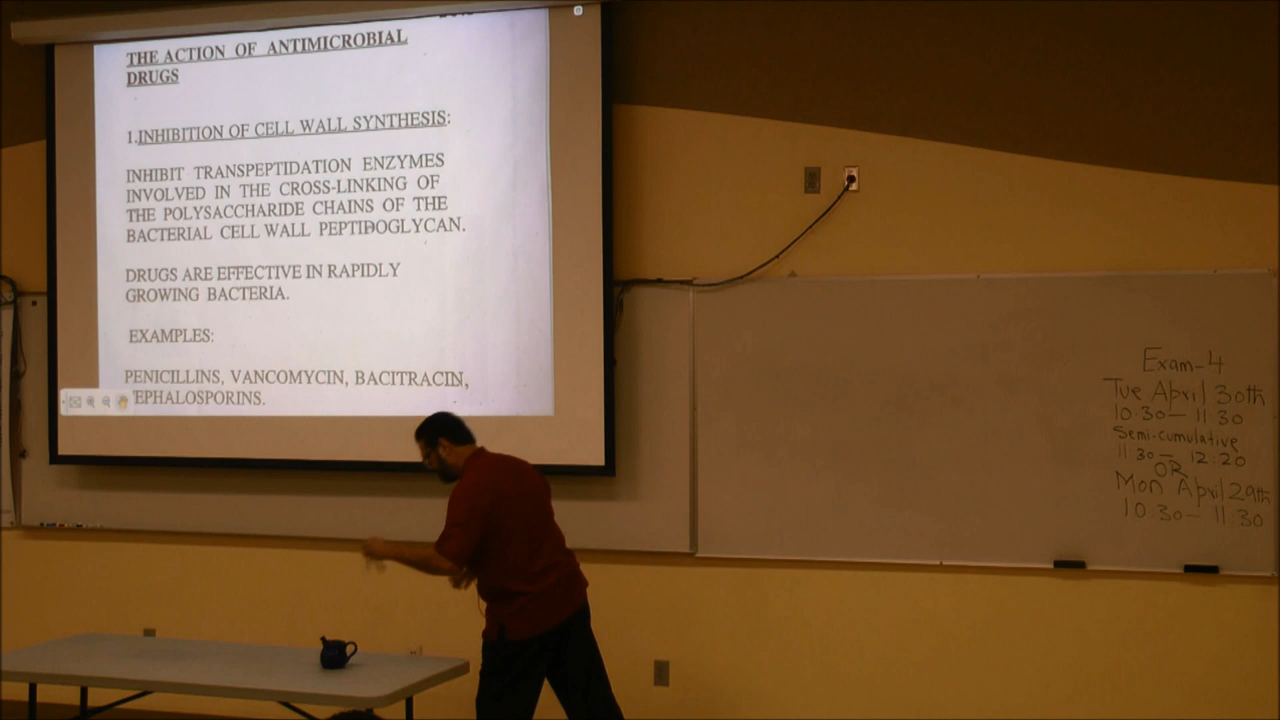 THE ACTION OF ANTIMICROBIAL
DRUGS
1.INHIBITION OF CELL WALL SYNTHESIS:
INHIBIT TRANSPEPTIDATION ENZYMES
INVOLVED IN THE CROSS-LINKING OF
THE POLYSACCHARIDE CHAINS OF THE
BACTERIAL CELL WALL PEPTIDOGLYCAN.
DRUGS ARE EFFECTIVE IN RAPIDLY
GROWING BACTERIA.
EXAMPLES:
PENICILLINS, VANCOMYCIN, BACITRACIN,
EPHALOSPORINS.
Exam-4
Tue April 30th
10:30 - 11:30
Semi-cumulative
11 30 - 12:20
OR
Mon April 29th
10:30 - 11:30